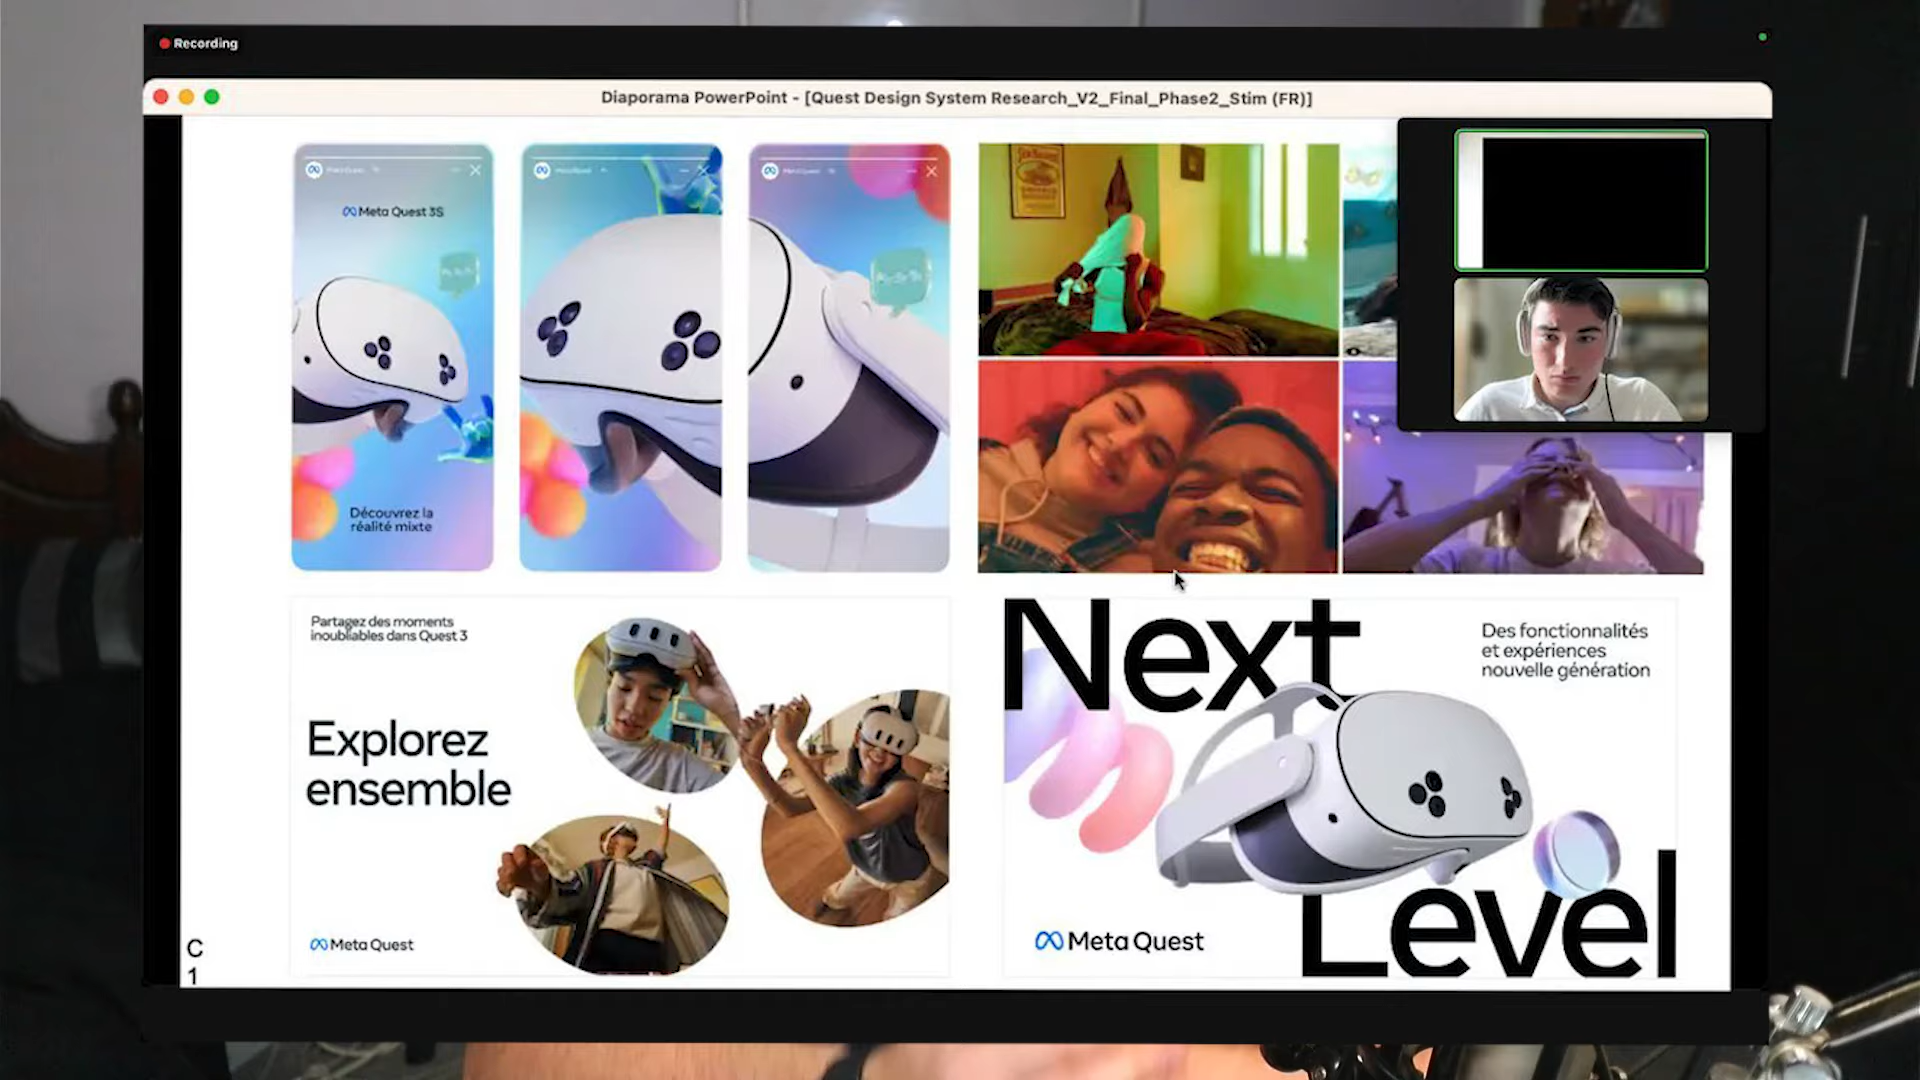 Recording
Diaporama PowerPoint - [Quest Design System Research_V2_Final_Phase2_Stim (FR)]
Meta Quest 3S
Découvrez la
réalité mixte
Partagez des moments
inoubliables dans Quest 3
Explorez
ensemble
Meta Quest
Next
Des fonctionnalités
et expériences
nouvelle génération
Meta Quest
Level
C
1